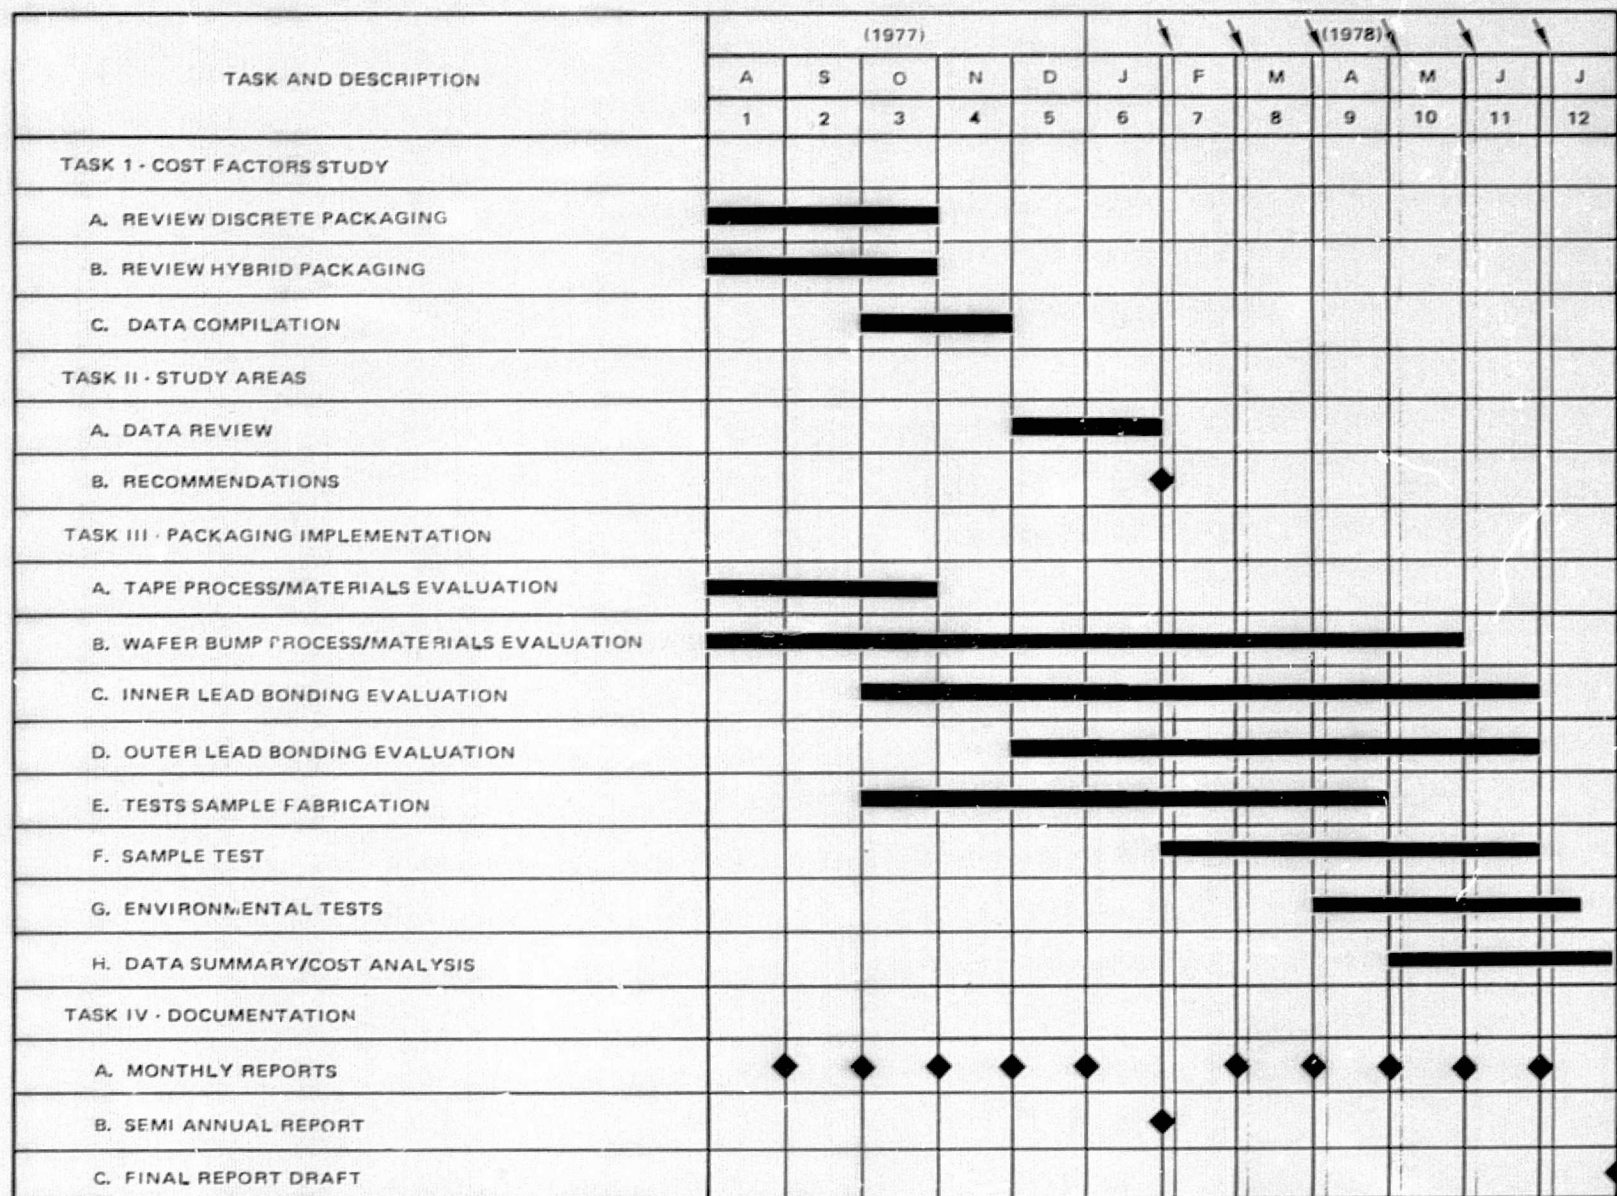 (1977) (1978)
TASK AND DESCRIPTION
A S O N D J F M A M J J
1 2 3 4 5 6 7 8 9 10 11 12
TASK I - COST FACTORS STUDY
A. REVIEW DISCRETE PACKAGING
B. REVIEW HYBRID PACKAGING
C. DATA COMPILATION
TASK II - STUDY AREAS
A. DATA REVIEW
B. RECOMMENDATIONS
TASK III - PACKAGING IMPLEMENTATION
A. TAPE PROCESS/MATERIALS EVALUATION
B. WAFER BUMP PROCESS/MATERIALS EVALUATION
C. INNER LEAD BONDING EVALUATION
D. OUTER LEAD BONDING EVALUATION
E. TESTS SAMPLE FABRICATION
F. SAMPLE TEST
G. ENVIRONMENTAL TESTS
H. DATA SUMMARY/COST ANALYSIS
TASK IV - DOCUMENTATION
A. MONTHLY REPORTS
B. SEMI ANNUAL REPORT
C. FINAL REPORT DRAFT